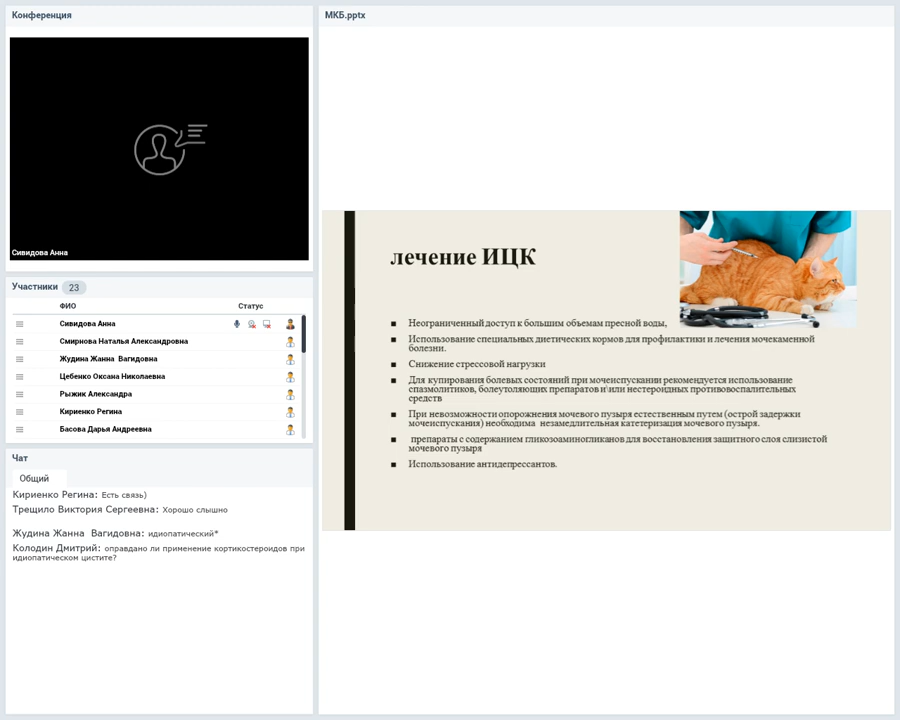 Конференция
Сивидова Анна
Участники 23
ФИО Статус
Сивидова Анна
Смирнова Наталья Александровна
Жудина Жанна Вагидовна
Цебенко Оксана Николаевна
Рыжик Александра
Кириенко Регина
Басова Дарья Андреевна
Чат
Общий
Кириенко Регина: Есть связь)
Трещило Виктория Сергеевна: Хорошо слышно
Жудина Жанна Вагидовна: идиопатический*
Колодин Дмитрий: оправдано ли применение кортикостероидов при
идиопатическом цистите?
МКБ.pptx
лечение ИЦК
■ Неограниченный доступ к большим объемам пресной воды,
■ Использование специальных диетических кормов для профилактики и лечения мочекаменной
болезни.
■ Снижение стрессовой нагрузки
■ Для купирования болевых состояний при мочеиспускании рекомендуется использование
спазмолитиков, болеутоляющих препаратов и\или нестероидных противовоспалительных
средств
■ При невозможности опорожнения мочевого пузыря естественным путем (острой задержки
мочеиспускания) необходима незамедлительная катетеризация мочевого пузыря.
■ препараты с содержанием гликозоаминогликанов для восстановления защитного слоя слизистой
мочевого пузыря
■ Использование антидепрессантов.